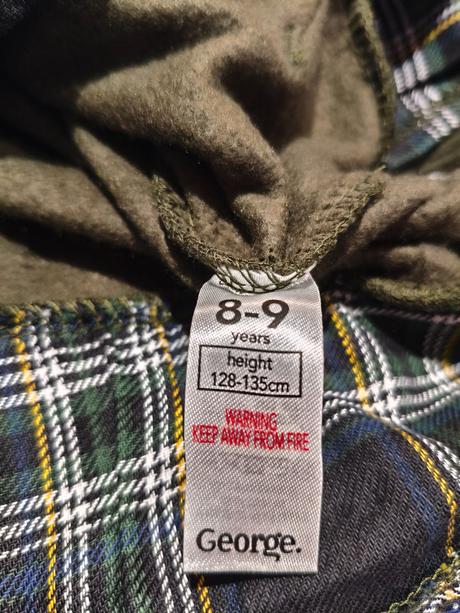 8-9
years
height
128-135cm
WARNING
KEEP AWAY FROM FIRE
George.